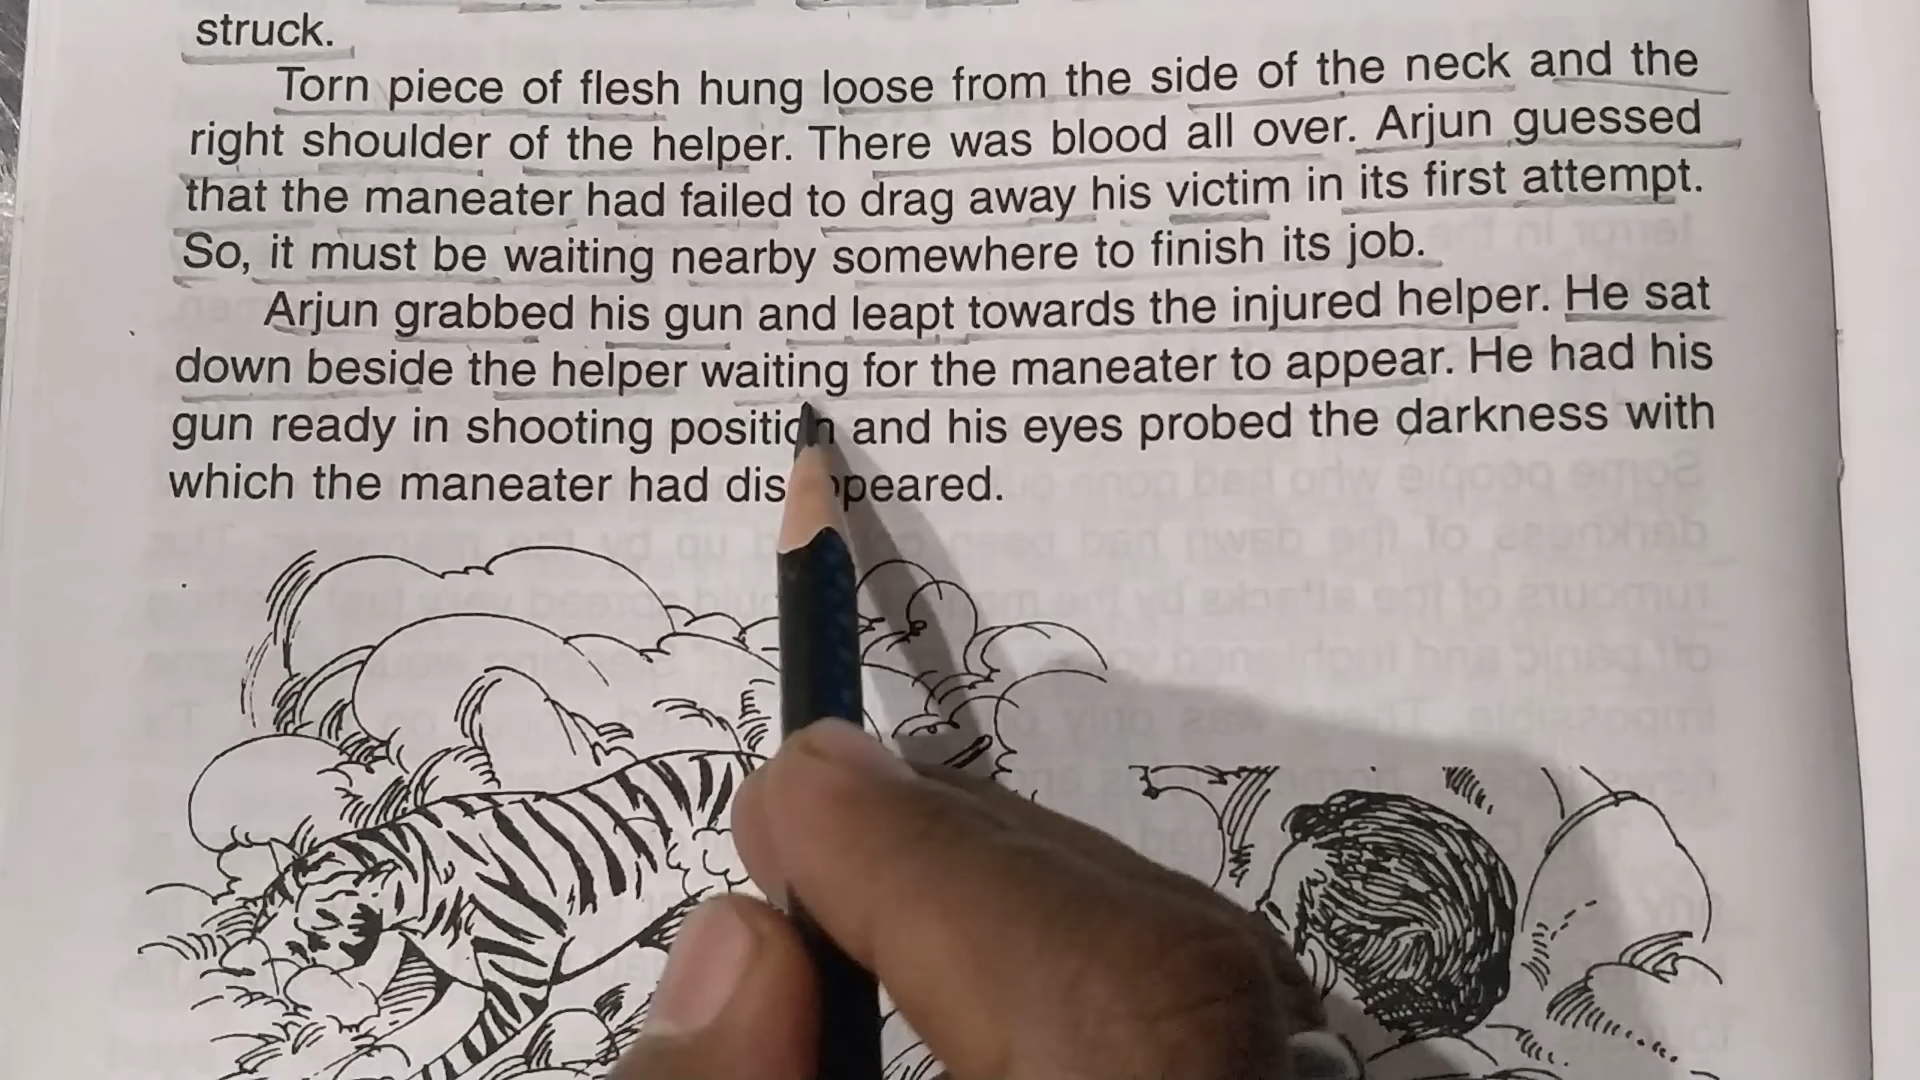 struck.
Torn piece of flesh hung loose from the side of the neck and the
right shoulder of the helper. There was blood all over. Arjun guessed
that the maneater had failed to drag away his victim in its first attempt.
So, it must be waiting nearby somewhere to finish its job.
Arjun grabbed his gun and leapt towards the injured helper. He sat
down beside the helper waiting for the maneater to appear. He had his
gun ready in shooting position and his eyes probed the darkness with
which the maneater had disappeared.